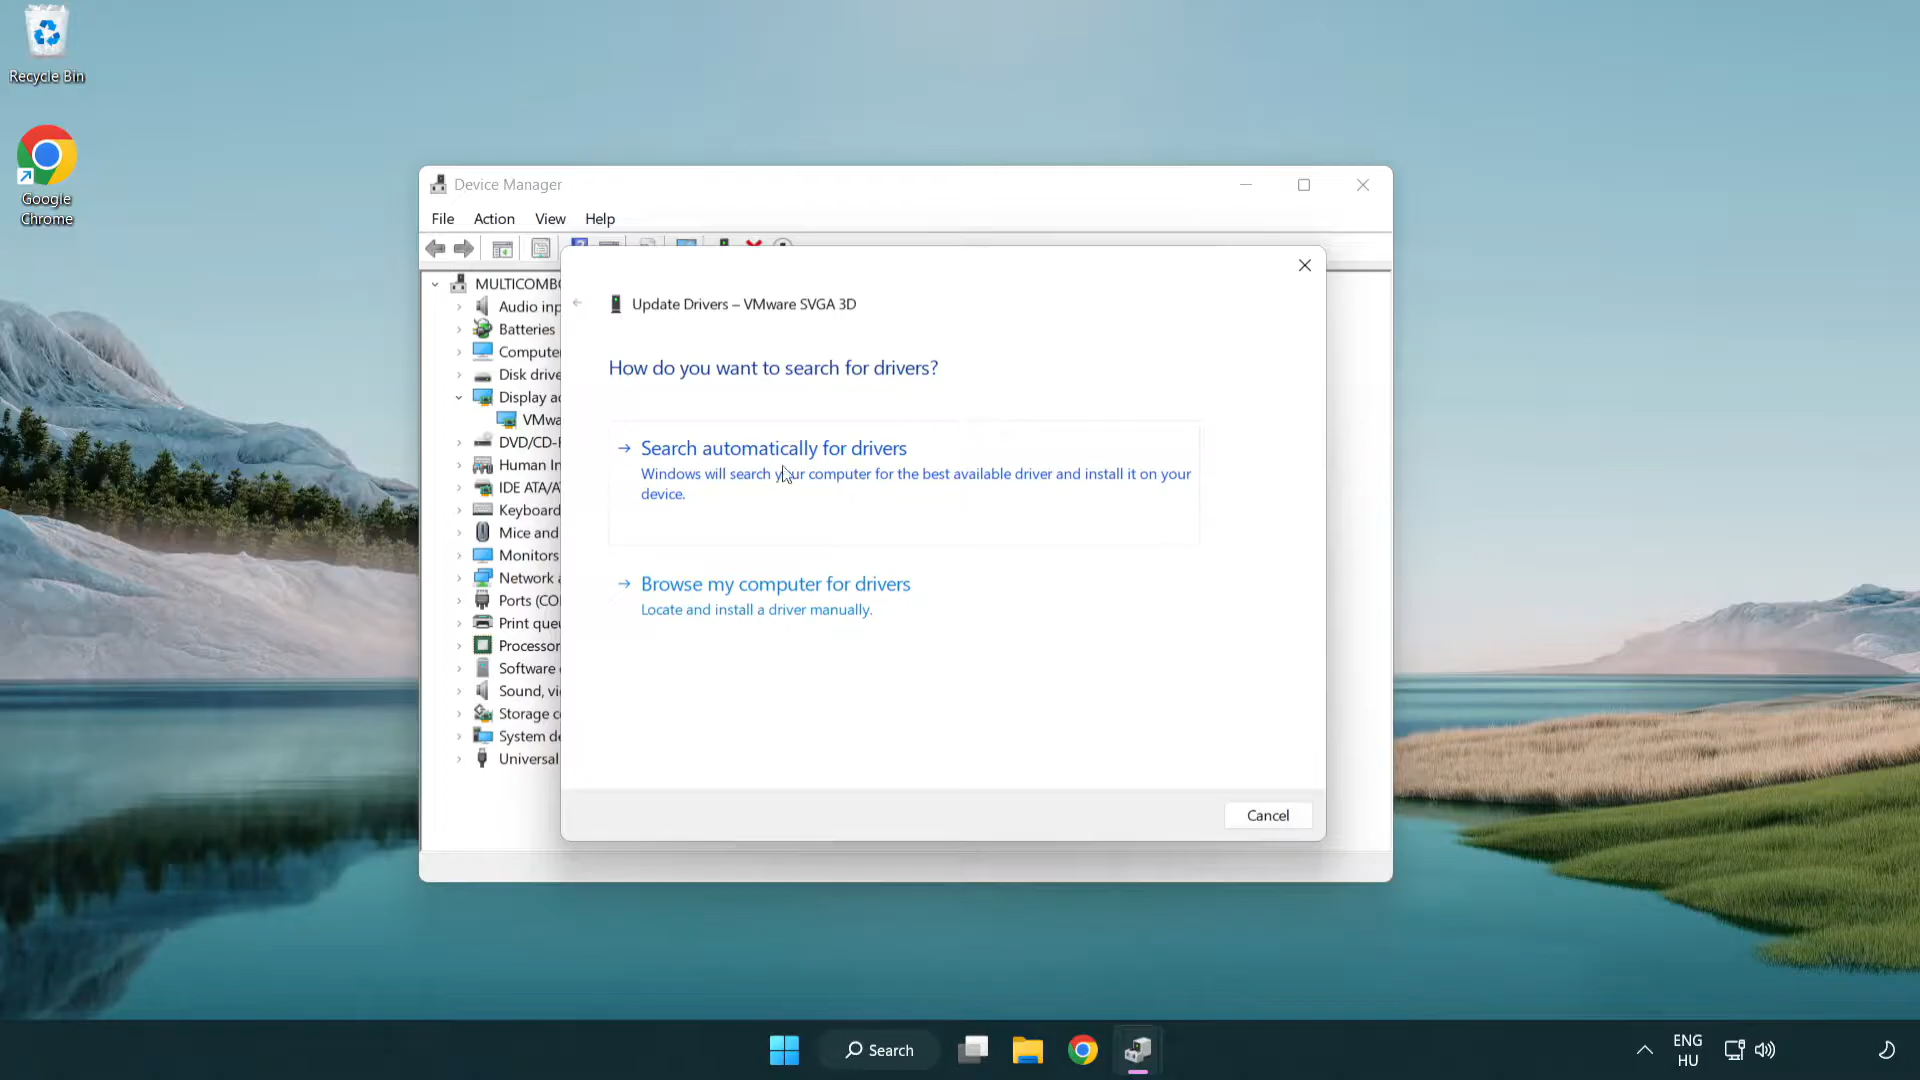 Recycle Bin
Google
Chrome
Device Manager
File Action View Help
MULTICOMB
Audio inp
Batteries
Compute
Disk drive
Display a
VMwa
DVD/CD-
Human In
IDE ATA/A
Keyboard
Mice and
Monitors
Network a
Ports (CO
Print que
Processor
Software
Sound, vi
Storage c
System de
Universal
Update Drivers – VMware SVGA 3D
How do you want to search for drivers?
Search automatically for drivers
Windows will search your computer for the best available driver and install it on your
device.
Browse my computer for drivers
Locate and install a driver manually.
Cancel
Search
ENG
HU